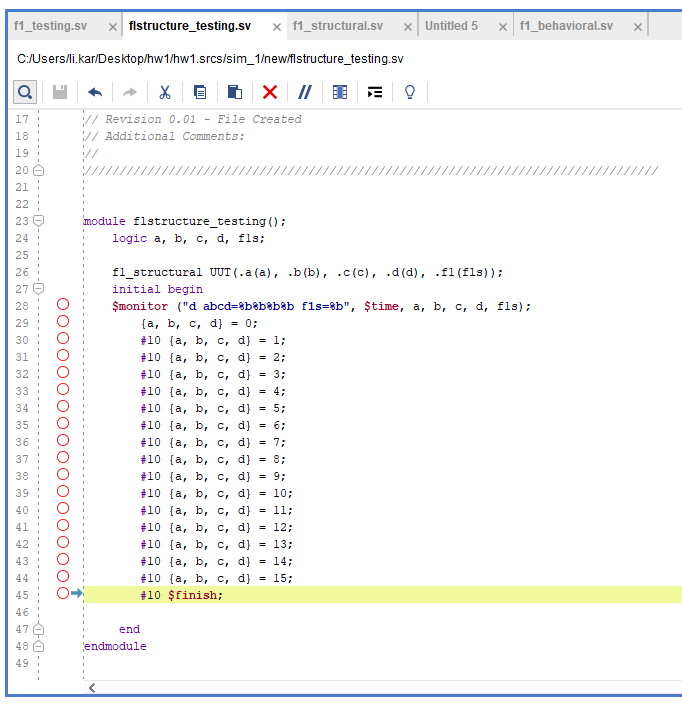 f1_testing.sv × flstructure_testing.sv × f1_structural.sv × Untitled 5 × f1_behavioral.sv ×
C:/Users/li.kar/Desktop/hw1/hw1.srcs/sim_1/new/flstructure_testing.sv
17 // Revision 0.01 - File Created
18 // Additional Comments:
19 //
20 //////////////////////////////////////////////////////////////////////////////////
21
22
23 module flstructure_testing();
24 logic a, b, c, d, fls;
25
26 fl_structural UUT(.a(a), .b(b), .c(c), .d(d), .fl(fls));
27 initial begin
28 $monitor ("d abcd=%b%b%b%b f1s=%b", $time, a, b, c, d, fls);
29 {a, b, c, d} = 0;
30 #10 {a, b, c, d} = 1;
31 #10 {a, b, c, d} = 2;
32 #10 {a, b, c, d} = 3;
33 #10 {a, b, c, d} = 4;
34 #10 {a, b, c, d} = 5;
35 #10 {a, b, c, d} = 6;
36 #10 {a, b, c, d} = 7;
37 #10 {a, b, c, d} = 8;
38 #10 {a, b, c, d} = 9;
39 #10 {a, b, c, d} = 10;
40 #10 {a, b, c, d} = 11;
41 #10 {a, b, c, d} = 12;
42 #10 {a, b, c, d} = 13;
43 #10 {a, b, c, d} = 14;
44 #10 {a, b, c, d} = 15;
45 #10 $finish;
46
47 end
48 endmodule
49